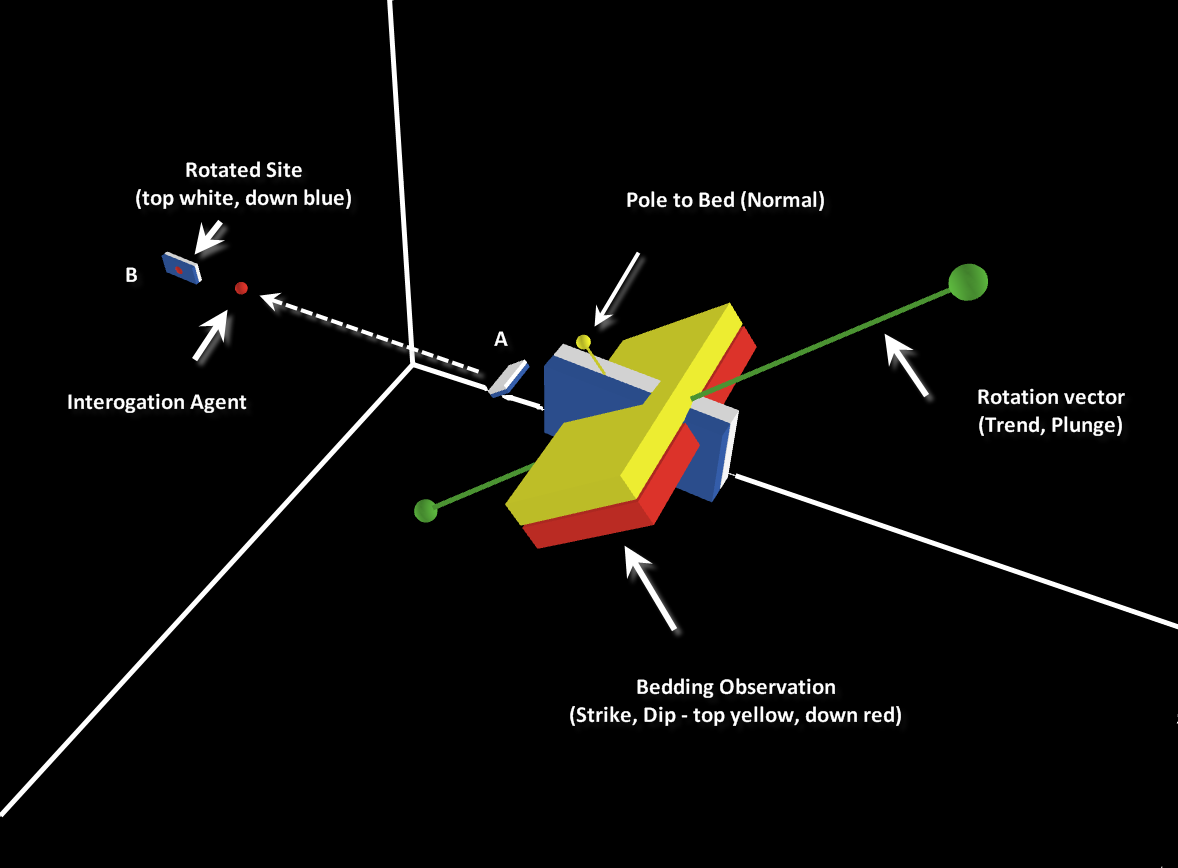 Rotated Site
(top white, down blue)
Pole to Bed (Normal)
B
A
Interogation Agent
Rotation vector
(Trend, Plunge)
Bedding Observation
(Strike, Dip - top yellow, down red)